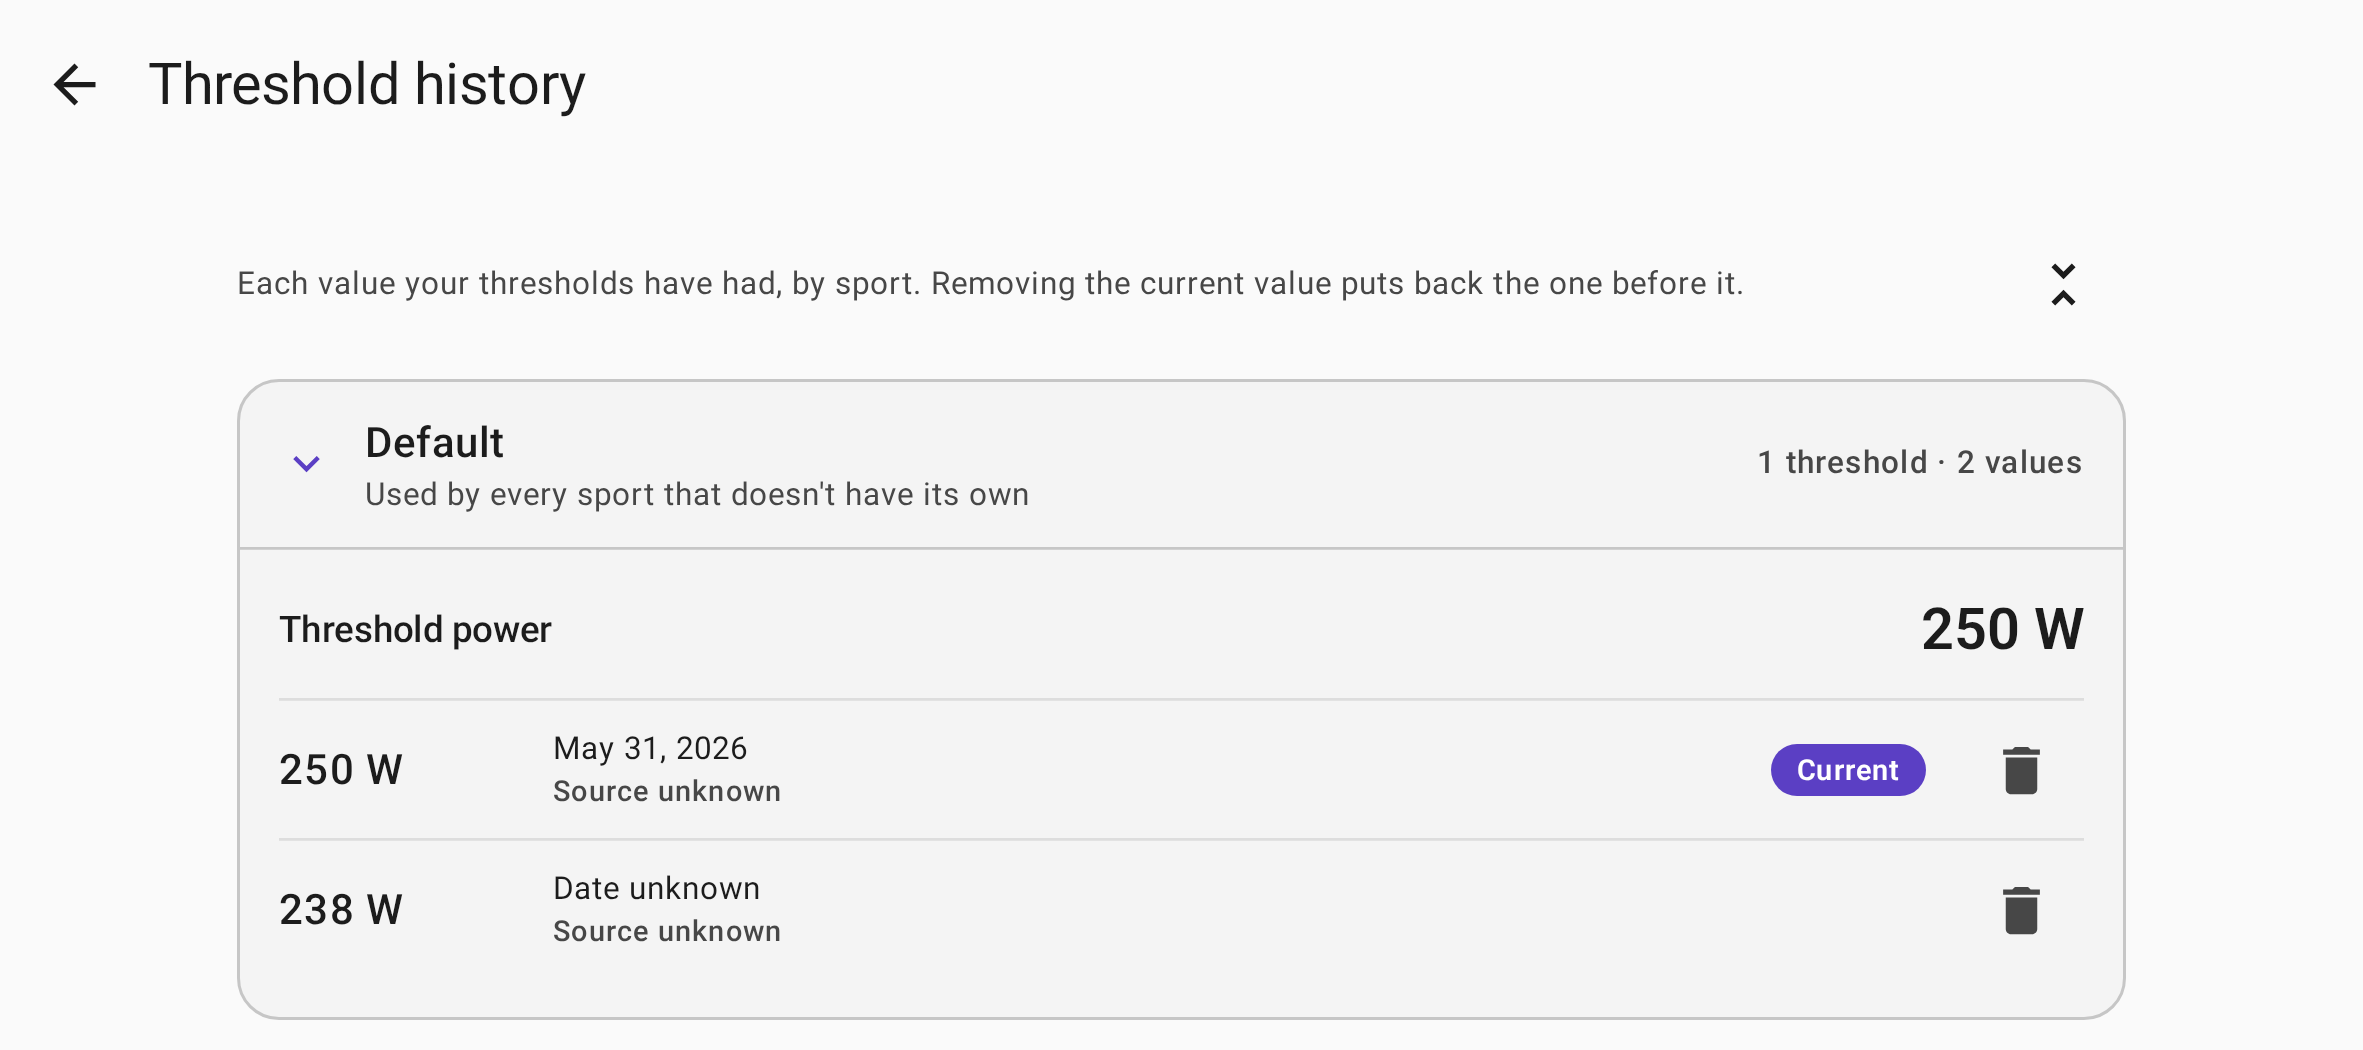 Threshold history
Each value your thresholds have had, by sport. Removing the current value puts back the one before it.
Default
Used by every sport that doesn't have its own
1 threshold · 2 values
Threshold power
250 W
250 W
May 31, 2026
Source unknown
Current
238 W
Date unknown
Source unknown